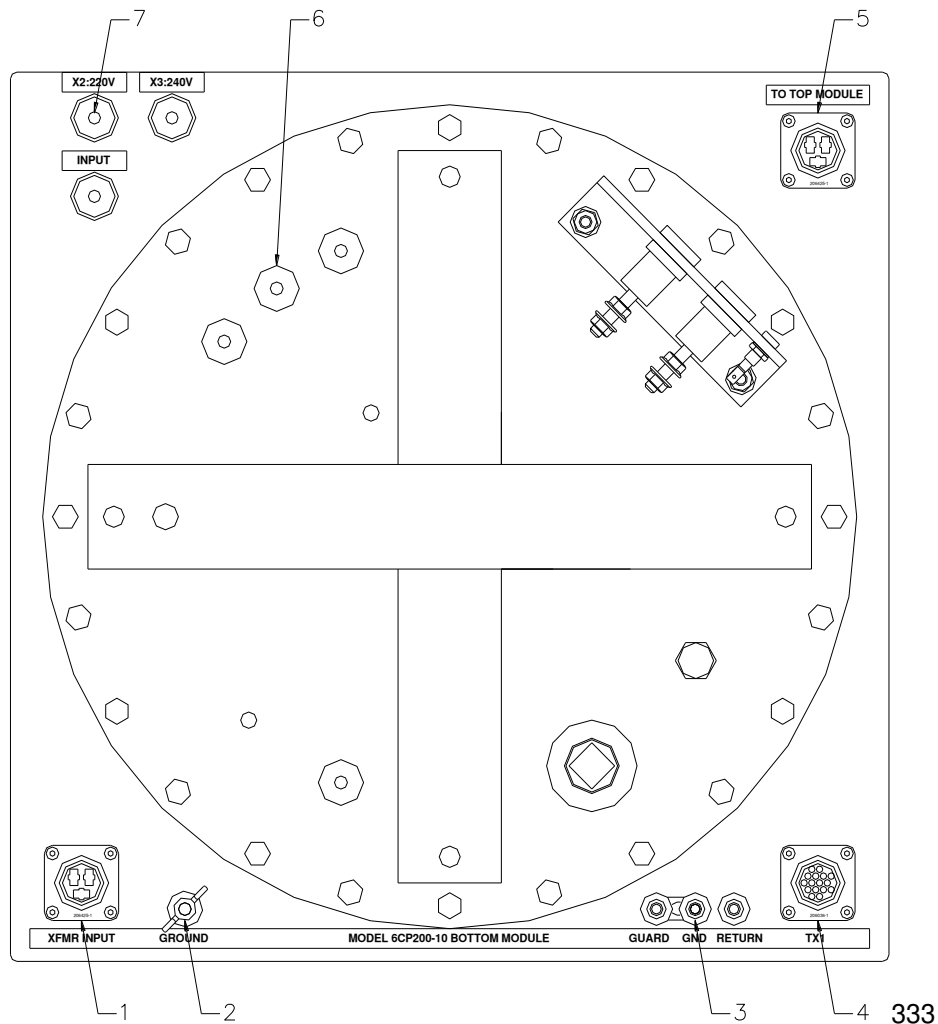 7
6
5
X2:220V
X3:240V
TO TOP MODULE
INPUT
XFMR INPUT
GROUND
MODEL 6CP200-10 BOTTOM MODULE
GUARD
GND
RETURN
TX1
1
2
3
4
333